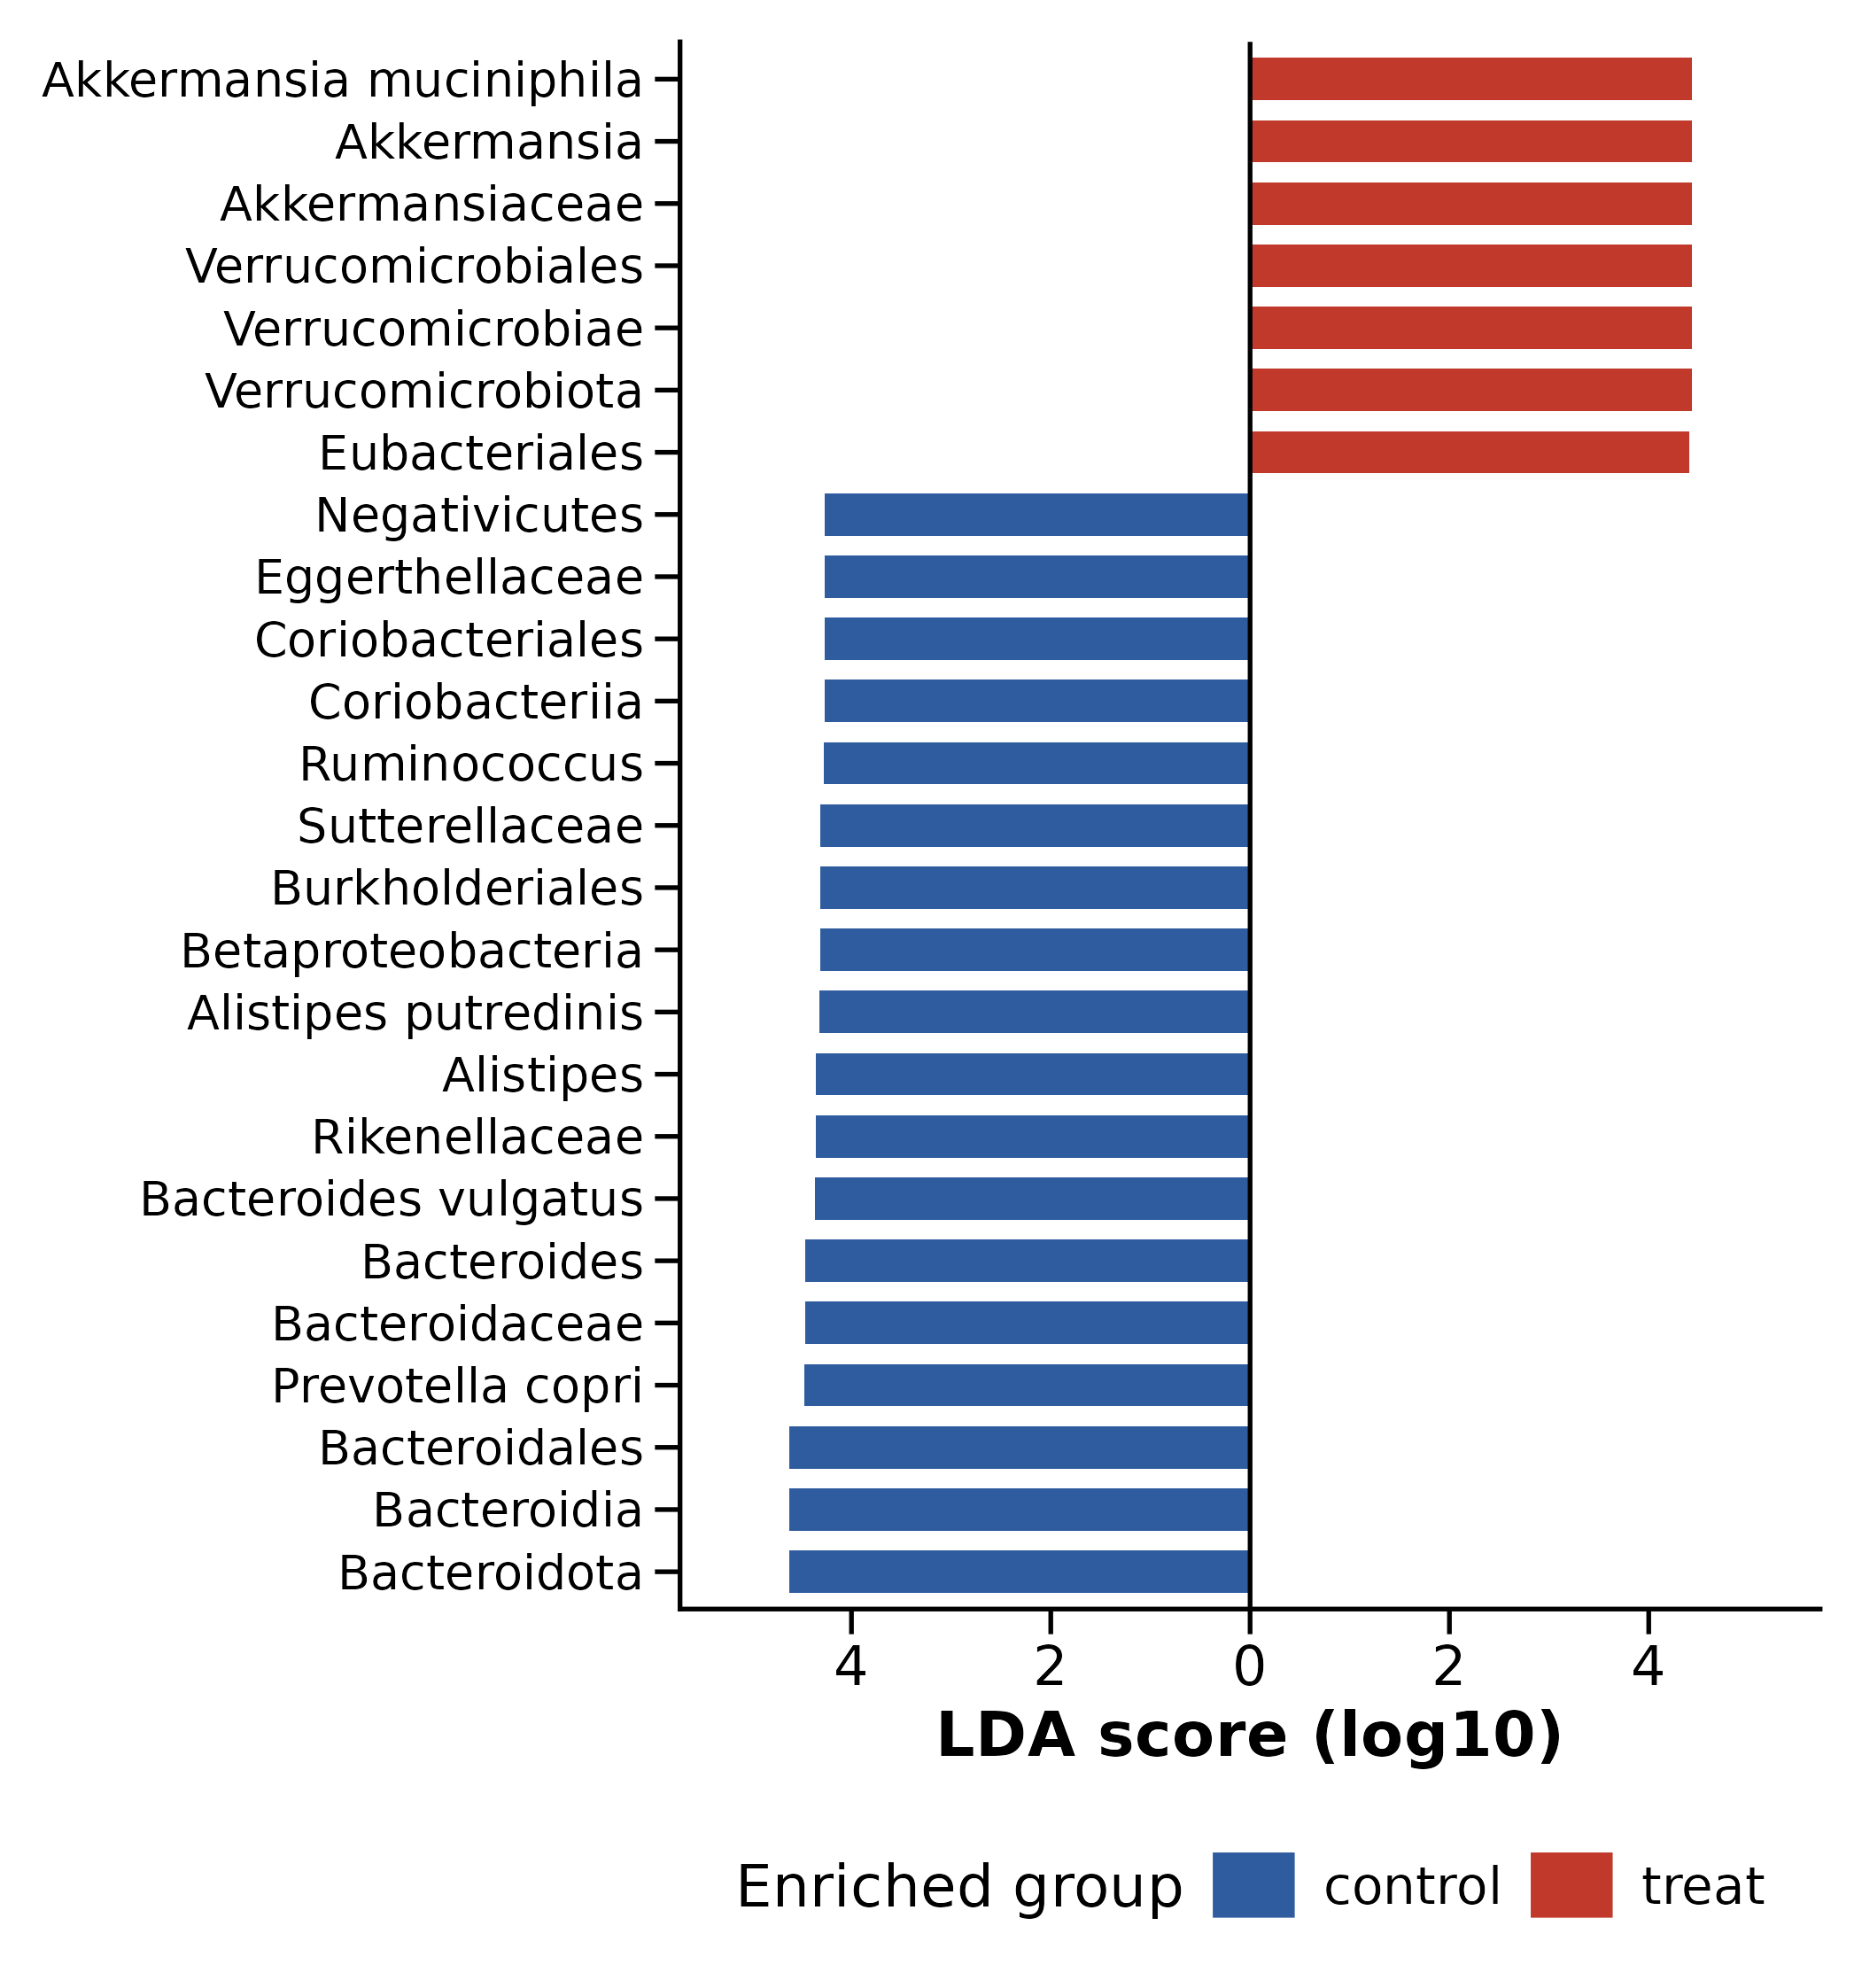 Akkermansia muciniphila
Akkermansia
Akkermansiaceae
Verrucomicrobiales
Verrucomicrobiae
Verrucomicrobiota
Eubacteriales
Negativicutes
Eggerthellaceae
Coriobacteriales
Coriobacteriia
Ruminococcus
Sutterellaceae
Burkholderiales
Betaproteobacteria
Alistipes putredinis
Alistipes
Rikenellaceae
Bacteroides vulgatus
Bacteroides
Bacteroidaceae
Prevotella copri
Bacteroidales
Bacteroidia
Bacteroidota
4 2 0 2 4
LDA score (log10)
Enriched group control treat